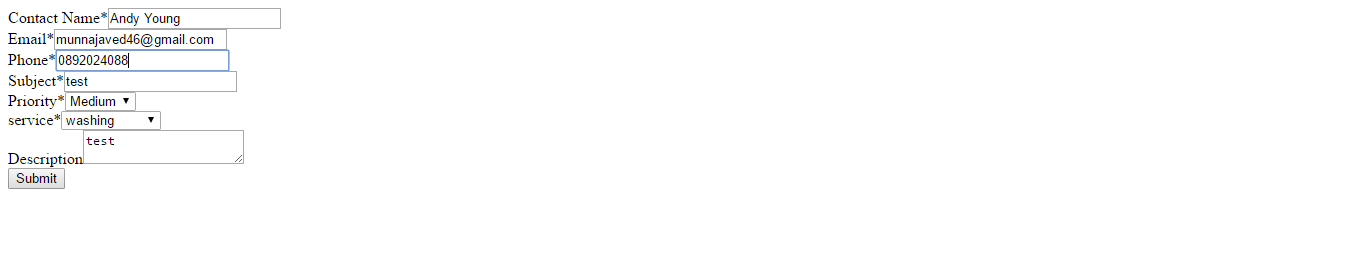 Contact Name*Andy Young
Email*munnajaved46@gmail.com
Phone*0892024088
Subject*test
Priority*Medium
service*washing
Description test
Submit